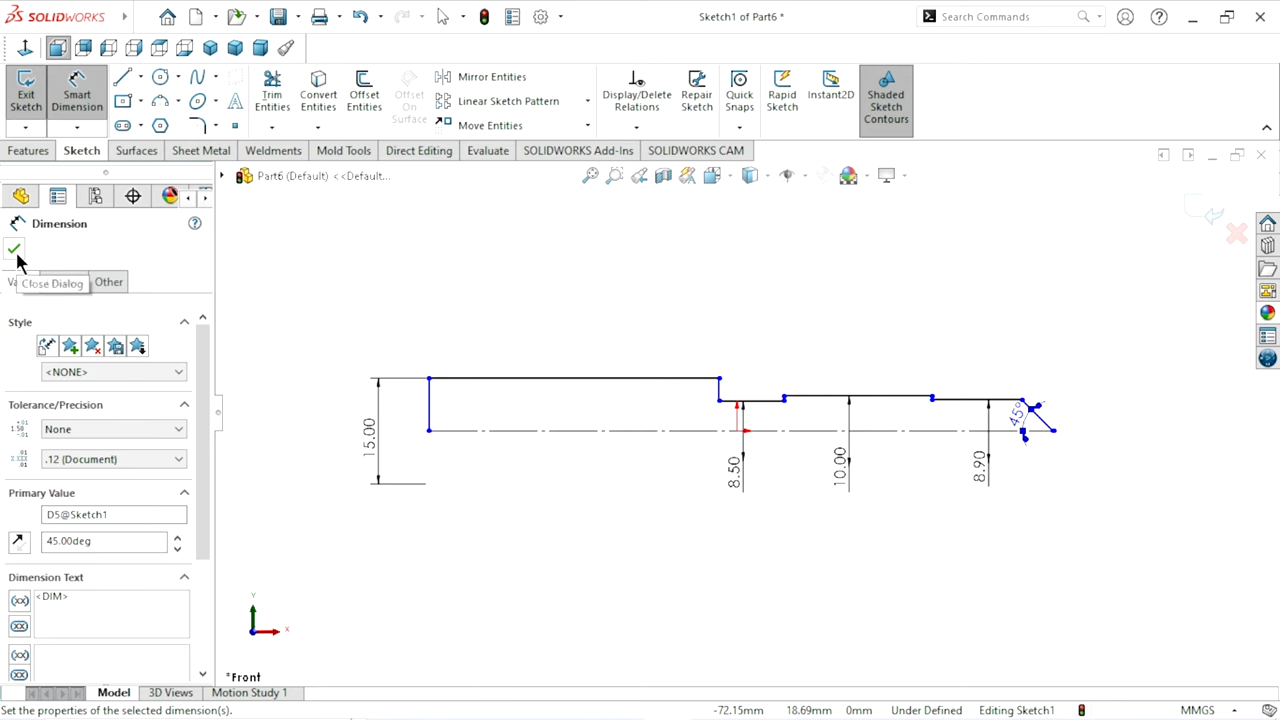 SOLIDWORKS
Sketch1 of Part6 *
Search Commands
Exit Sketch
Smart Dimension
Trim Entities
Convert Entities
Offset Entities
Offset On Surface
Mirror Entities
Linear Sketch Pattern
Move Entities
Display/Delete Relations
Repair Sketch
Quick Snaps
Rapid Sketch
Instant2D
Shaded Sketch Contours
Features
Sketch
Surfaces
Sheet Metal
Weldments
Mold Tools
Direct Editing
Evaluate
SOLIDWORKS Add-Ins
SOLIDWORKS CAM
Part6 (Default) <<Default...
Dimension
Close Dialog
Other
Style
<NONE>
Tolerance/Precision
None
.12 (Document)
Primary Value
D5@Sketch1
45.00deg
Dimension Text
<DIM>
15.00
8.50
10.00
8.90
45°
Y
X
*Front
Model
3D Views
Motion Study 1
Set the properties of the selected dimension(s).
-72.15mm
18.69mm
0mm
Under Defined
Editing Sketch1
MMGS